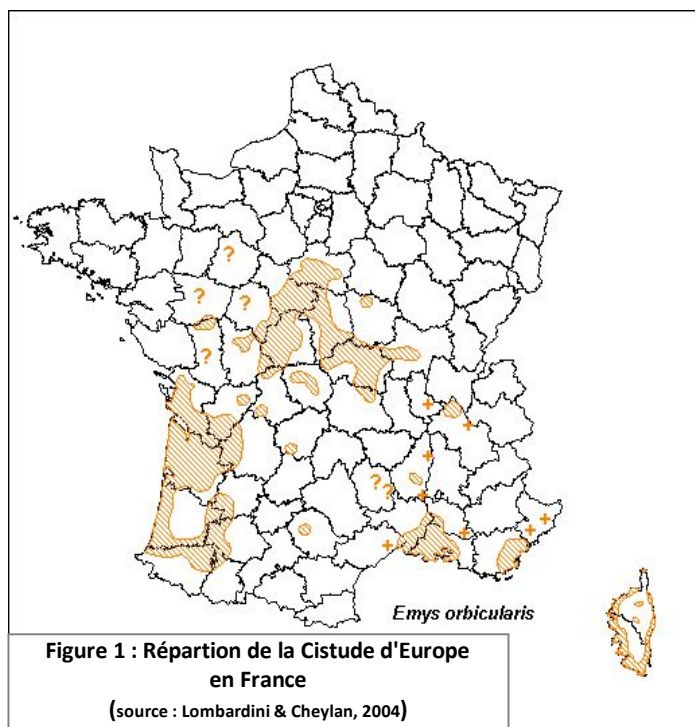 ?
?
?
?
?
?
Emys orbicularis
Figure 1 : Répartion de la Cistude d'Europe
en France
(source : Lombardini & Cheylan, 2004)